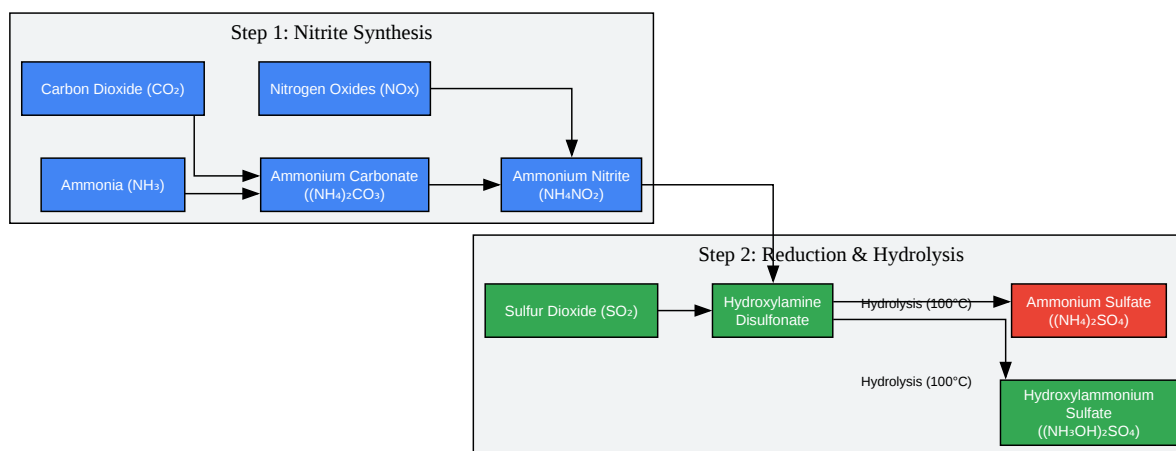 Step 1: Nitrite Synthesis
Carbon Dioxide (CO₂)
Nitrogen Oxides (NOx)
Ammonia (NH₃)
Ammonium Carbonate
((NH₄)₂CO₃)
Ammonium Nitrite
(NH₄NO₂)
Step 2: Reduction & Hydrolysis
Sulfur Dioxide (SO₂)
Hydroxylamine
Disulfonate
Hydrolysis (100°C)
Ammonium Sulfate
((NH₄)₂SO₄)
Hydrolysis (100°C)
Hydroxylammonium
Sulfate
((NH₃OH)₂SO₄)